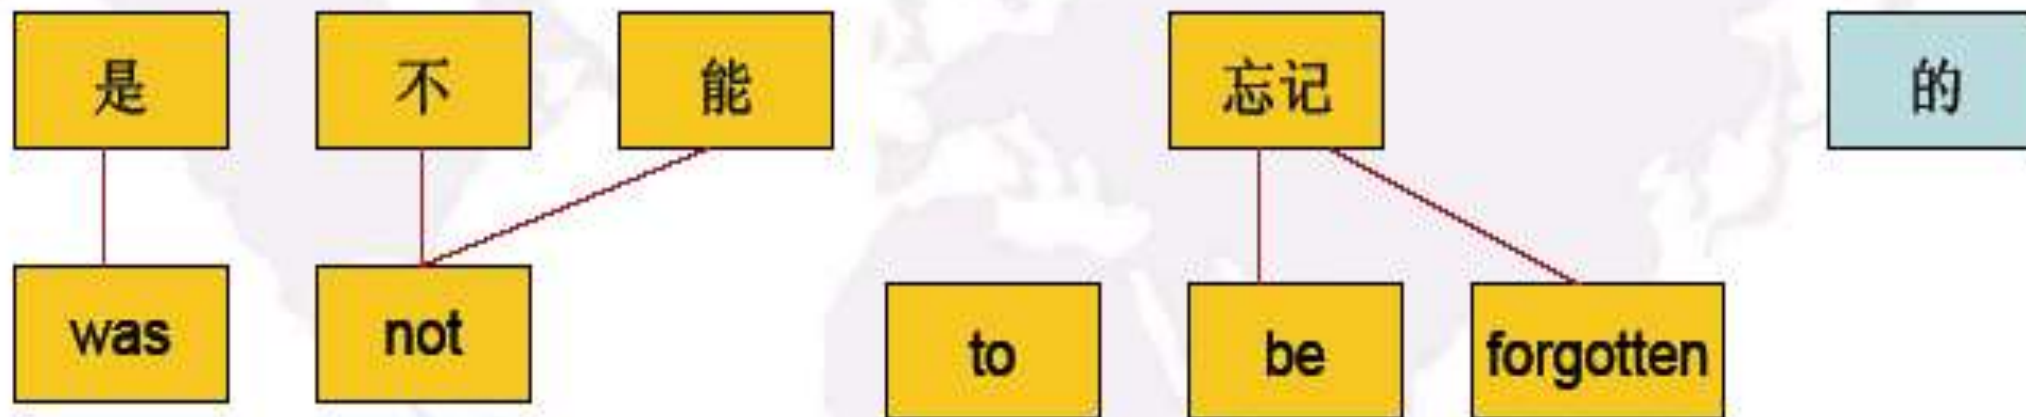 是 不 能 忘记 的
was not to be forgotten